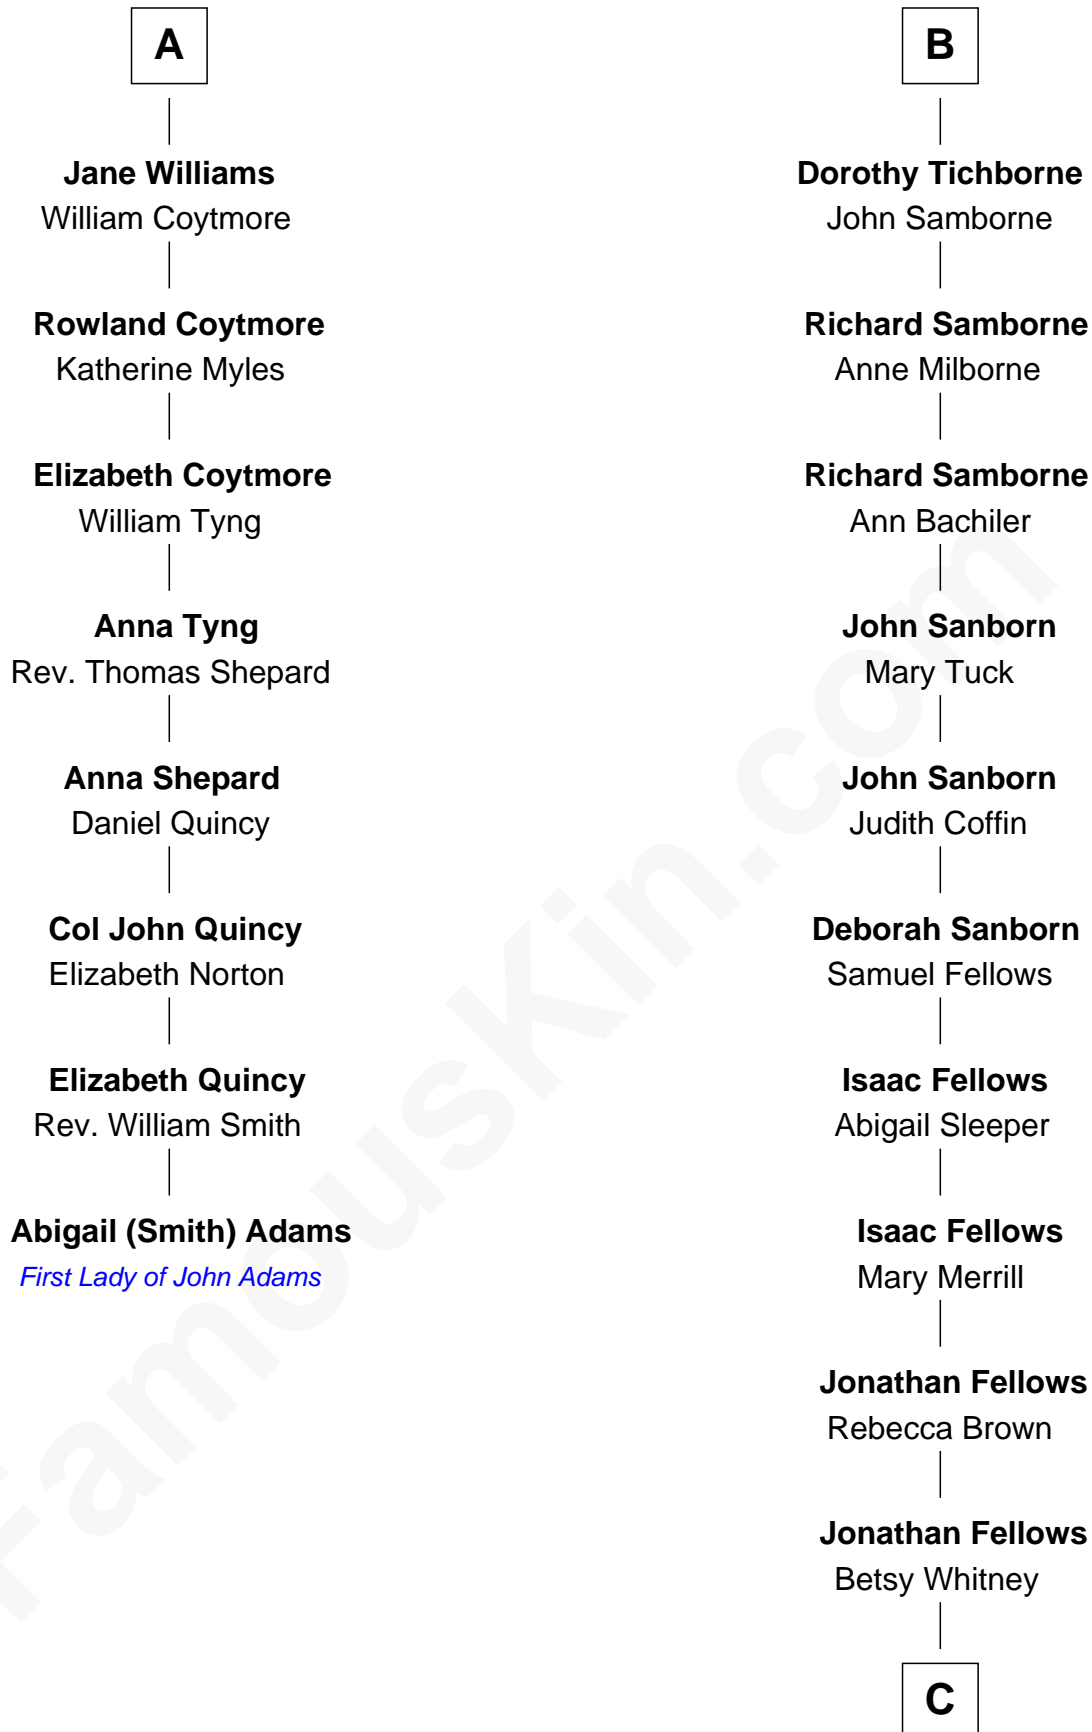 A
Jane Williams
William Coytmore
Rowland Coytmore
Katherine Myles
Elizabeth Coytmore
William Tyng
Anna Tyng
Rev. Thomas Shepard
Anna Shepard
Daniel Quincy
Col John Quincy
Elizabeth Norton
Elizabeth Quincy
Rev. William Smith
Abigail (Smith) Adams
First Lady of John Adams
B
Dorothy Tichborne
John Samborne
Richard Samborne
Anne Milborne
Richard Samborne
Ann Bachiler
John Sanborn
Mary Tuck
John Sanborn
Judith Coffin
Deborah Sanborn
Samuel Fellows
Isaac Fellows
Abigail Sleeper
Isaac Fellows
Mary Merrill
Jonathan Fellows
Rebecca Brown
Jonathan Fellows
Betsy Whitney
C
FamousKin.com